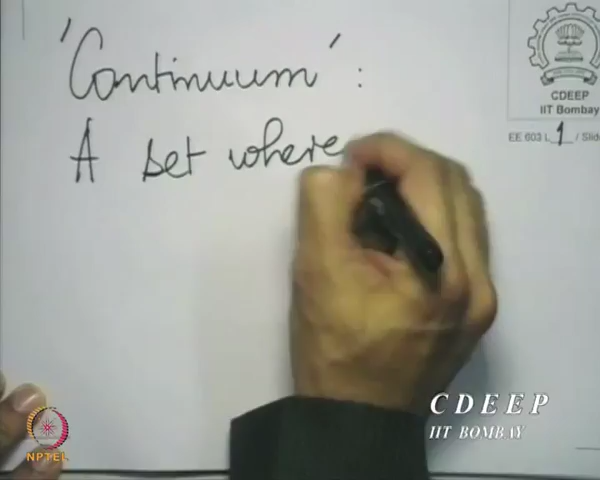 'Continuum' :
A set where
CDEEP
IIT Bombay
EE 603 L 1 / Slid
CDEEP
IIT BOMBAY
NPTEL